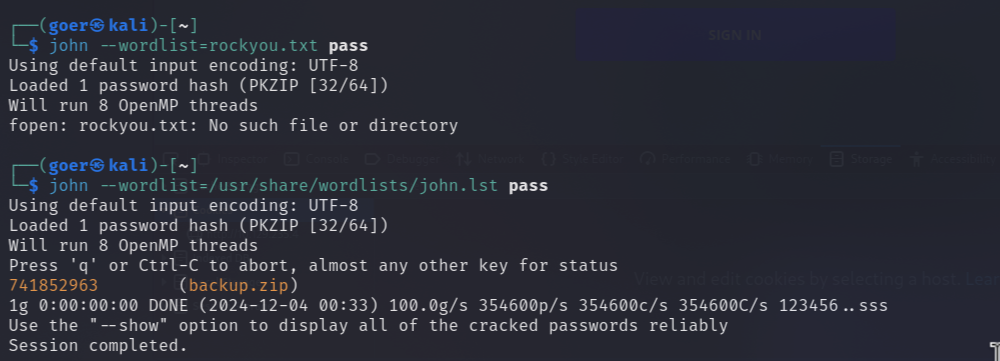 SIGN IN
┌──(goer㉿kali)-[~]
└─$ john --wordlist=rockyou.txt pass
Using default input encoding: UTF-8
Loaded 1 password hash (PKZIP [32/64])
Will run 8 OpenMP threads
fopen: rockyou.txt: No such file or directory
Storage
┌──(goer㉿kali)-[~]
└─$ john --wordlist=/usr/share/wordlists/john.lst pass
Using default input encoding: UTF-8
Loaded 1 password hash (PKZIP [32/64])
Will run 8 OpenMP threads
Press 'q' or Ctrl-C to abort, almost any other key for status
741852963        (backup.zip)
View and edit cookies by selecting a host.
1g 0:00:00:00 DONE (2024-12-04 00:33) 100.0g/s 354600p/s 354600c/s 354600C/s 123456..sss
Use the "--show" option to display all of the cracked passwords reliably
Session completed.